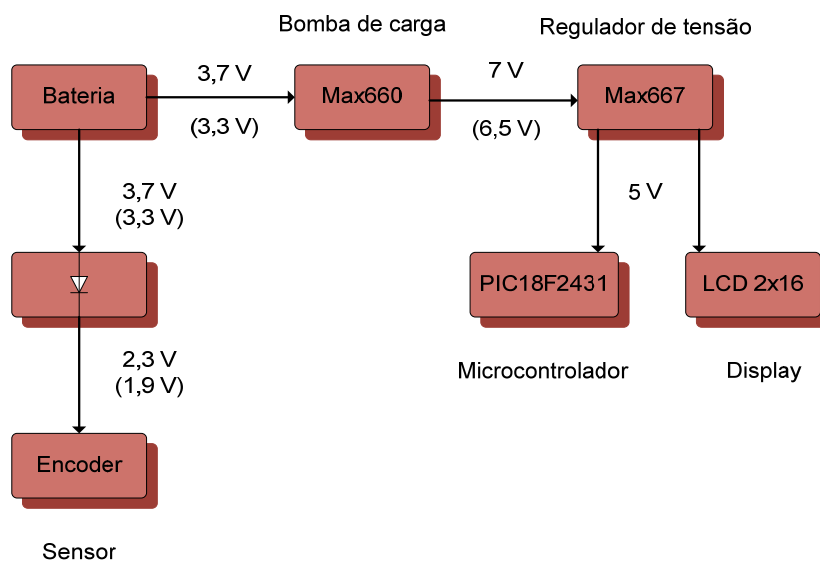 Bomba de carga
Regulador de tensão
Bateria
3,7 V
(3,3 V)
Max660
7 V
(6,5 V)
Max667
3,7 V
(3,3 V)
5 V
PIC18F2431
LCD 2x16
2,3 V
(1,9 V)
Microcontrolador
Display
Encoder
Sensor